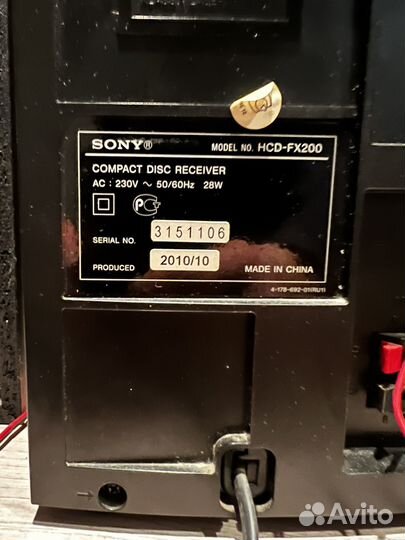 SONY® MODEL NO. HCD-FX200
COMPACT DISC RECEIVER
AC : 230V ～ 50/60Hz 28W
SERIAL NO. 3151106
PRODUCED 2010/10 MADE IN CHINA
4-178-692-01(RU1)
Avito